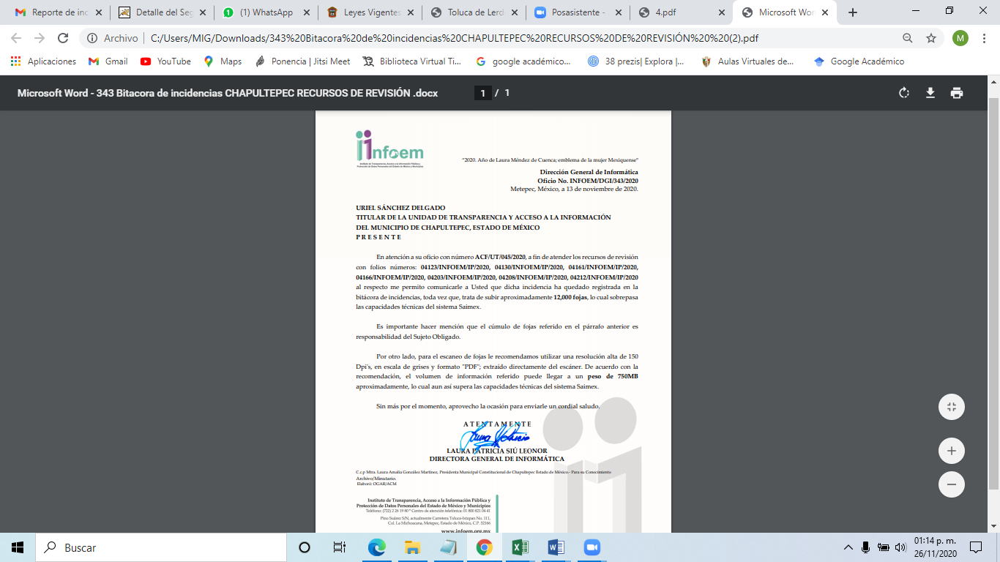 Reporte de inc
Detalle del Seg
(1) WhatsApp
Leyes Vigentes
Toluca de Lerd
Posasistente -
4.pdf
Microsoft Wor
Archivo
C:/Users/MIG/Downloads/343%20Bitacora%20de%20incidencias%20CHAPULTEPEC%20RECURSOS%20DE%20REVISIÓN%20%20(2).pdf
M
Aplicaciones
Gmail
YouTube
Maps
Ponencia | Jitsi Meet
Biblioteca Virtual Ti...
google académico...
38 prezis| Explora |...
Aulas Virtuales de...
Google Académico
Microsoft Word - 343 Bitacora de incidencias CHAPULTEPEC RECURSOS DE REVISIÓN .docx
1 / 1
infoem
Instituto de Transparencia, Acceso a la Información Pública y
Protección de Datos Personales del Estado de México y Municipios
"2020. Año de Laura Méndez de Cuenca; emblema de la mujer Mexiquense"
Dirección General de Informática
Oficio No. INFOEM/DGI/343/2020
Metepec, México, a 13 de noviembre de 2020.
URIEL SÁNCHEZ DELGADO
TITULAR DE LA UNIDAD DE TRANSPARENCIA Y ACCESO A LA INFORMACIÓN
DEL MUNICIPIO DE CHAPULTEPEC, ESTADO DE MÉXICO
P R E S E N T E
En atención a su oficio con número ACF/UT/045/2020, a fin de atender los recursos de revisión
con folios números: 04123/INFOEM/IP/2020, 04130/INFOEM/IP/2020, 04161/INFOEM/IP/2020,
04166/INFOEM/IP/2020, 04203/INFOEM/IP/2020, 04208/INFOEM/IP/2020, 04212/INFOEM/IP/2020
al respecto me permito comunicarle a Usted que dicha incidencia ha quedado registrada en la
bitácora de incidencias, toda vez que, trata de subir aproximadamente 12,000 fojas, lo cual sobrepasa
las capacidades técnicas del sistema Saimex.
Es importante hacer mención que el cúmulo de fojas referido en el párrafo anterior es
responsabilidad del Sujeto Obligado.
Por otro lado, para el escaneo de fojas le recomendamos utilizar una resolución alta de 150
Dpi's, en escala de grises y formato "PDF"; extraído directamente del escáner. De acuerdo con la
recomendación, el volumen de información referido puede llegar a un peso de 750MB
aproximadamente, lo cual aun así supera las capacidades técnicas del sistema Saimex.
Sin más por el momento, aprovecho la ocasión para enviarle un cordial saludo.
A T E N T A M E N T E
LAURA PATRICIA SIÚ LEONOR
DIRECTORA GENERAL DE INFORMÁTICA
C.c.p Mtra. Laura Amalia González Martínez, Presidenta Municipal Constitucional de Chapultepec Estado de México.- Para su Conocimiento
Archivo/Minutario.
Elaboró: OGAR/ACM
Instituto de Transparencia, Acceso a la Información Pública y
Protección de Datos Personales del Estado de México y Municipios
Teléfono: (722) 2 26 19 80 * Centro de atención telefónica: 01 800 821 04 41
Pino Suárez S/N, actualmente Carretera Toluca-Ixtapan No. 111,
Col. La Michoacana, Metepec, Estado de México, C.P. 52166
www.infoem.org.mx
Buscar
01:14 p. m.
26/11/2020